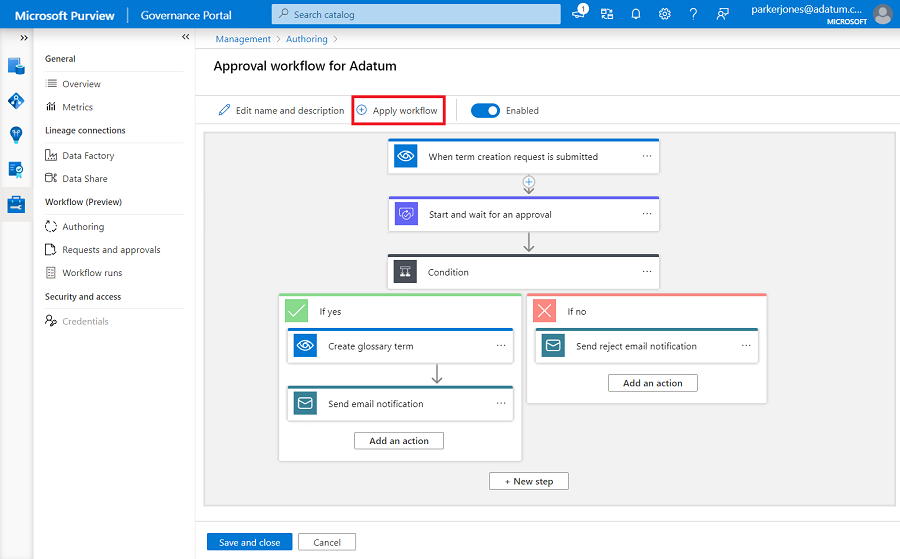 Microsoft Purview | Governance Portal
Search catalog
1
?
parkerjones@adatum.c...
MICROSOFT
»
«
General
Overview
Metrics
Lineage connections
Data Factory
Data Share
Workflow (Preview)
Authoring
Requests and approvals
Workflow runs
Security and access
Credentials
Management > Authoring >
Approval workflow for Adatum
Edit name and description
Apply workflow
Enabled
When term creation request is submitted ...
Start and wait for an approval ...
Condition ...
If yes
Create glossary term ...
Send email notification ...
Add an action
If no
Send reject email notification ...
Add an action
+ New step
Save and close
Cancel